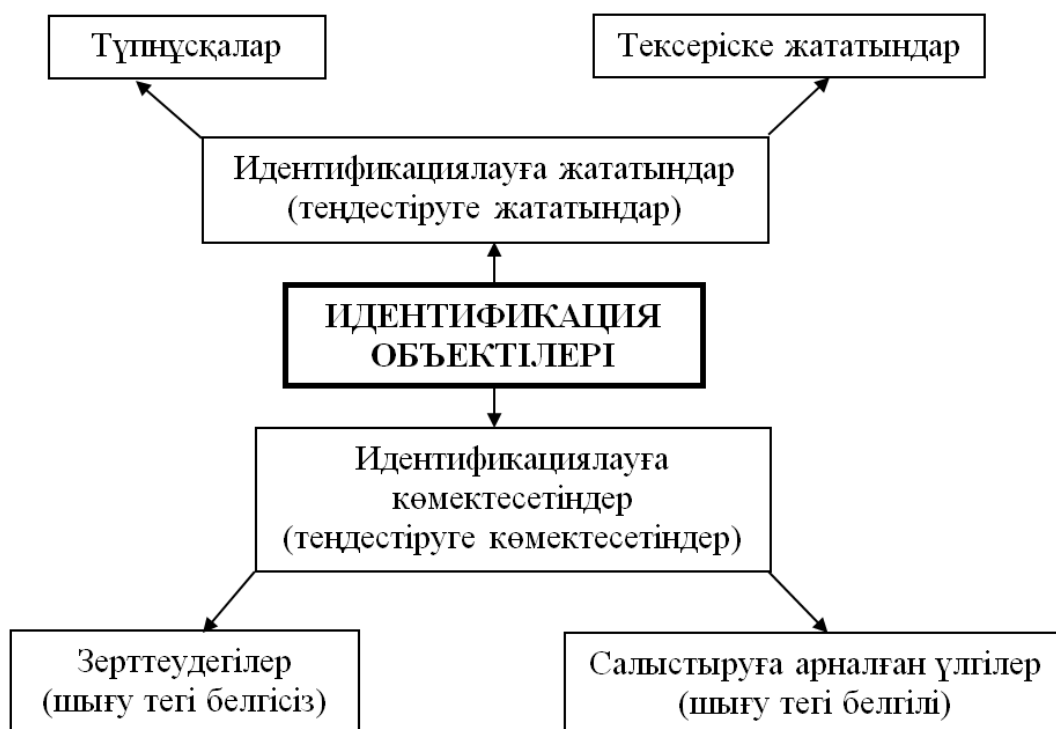 Түпнұсқалар
Тексеріске жататындар
Идентификациялауға жататындар
(теңдестіруге жататындар)
ИДЕНТИФИКАЦИЯ
ОБЪЕКТІЛЕРІ
Идентификациялауға
көмектесетіндер
(теңдестіруге көмектесетіндер)
Зерттеудегілер
(шығу тегі белгісіз)
Салыстыруға арналған үлгілер
(шығу тегі белгілі)